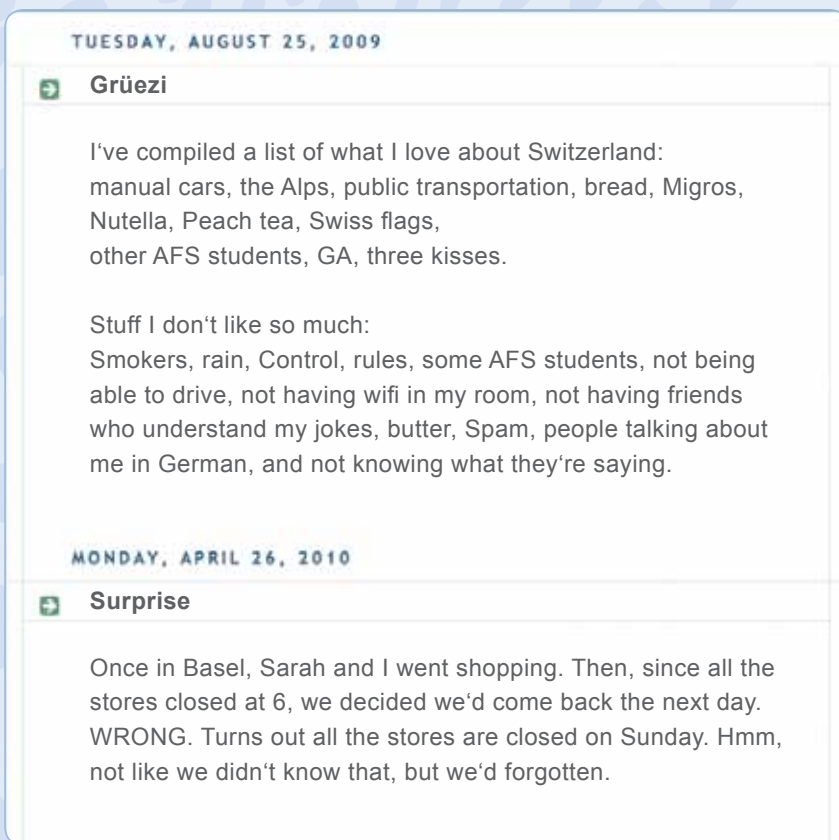 TUESDAY, AUGUST 25, 2009
Grüezi
I've compiled a list of what I love about Switzerland:
manual cars, the Alps, public transportation, bread, Migros,
Nutella, Peach tea, Swiss flags,
other AFS students, GA, three kisses.
Stuff I don‘t like so much:
Smokers, rain, Control, rules, some AFS students, not being
able to drive, not having wifi in my room, not having friends
who understand my jokes, butter, Spam, people talking about
me in German, and not knowing what they‘re saying.
MONDAY, APRIL 26, 2010
Surprise
Once in Basel, Sarah and I went shopping. Then, since all the
stores closed at 6, we decided we‘d come back the next day.
WRONG. Turns out all the stores are closed on Sunday. Hmm,
not like we didn‘t know that, but we‘d forgotten.